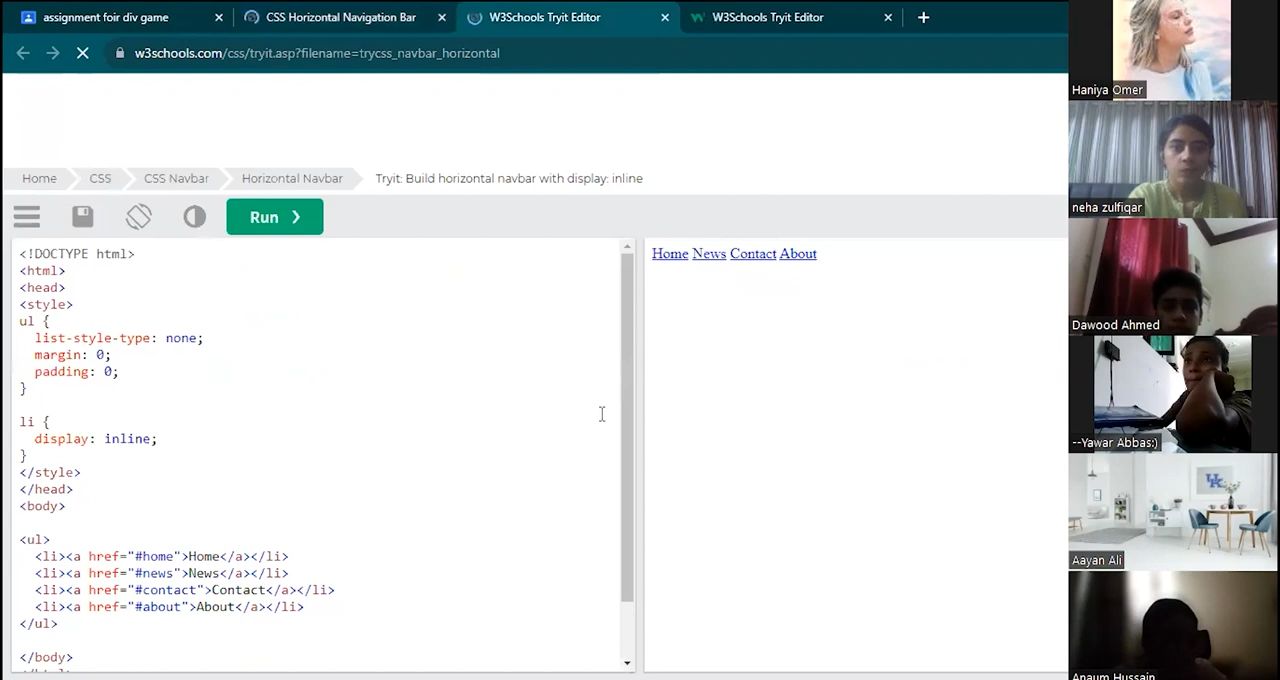 assignment foir div game
CSS Horizontal Navigation Bar
W3Schools Tryit Editor
W3Schools Tryit Editor
w3schools.com/css/tryit.asp?filename=trycss_navbar_horizontal
Home
CSS
CSS Navbar
Horizontal Navbar
Tryit: Build horizontal navbar with display: inline
Run ❯
<!DOCTYPE html>
<html>
<head>
<style>
ul {
  list-style-type: none;
  margin: 0;
  padding: 0;
}
li {
  display: inline;
}
</style>
</head>
<body>
<ul>
  <li><a href="#home">Home</a></li>
  <li><a href="#news">News</a></li>
  <li><a href="#contact">Contact</a></li>
  <li><a href="#about">About</a></li>
</ul>
</body>
Home News Contact About
Haniya Omer
neha zulfiqar
Dawood Ahmed
--Yawar Abbas:)
UK
Aayan Ali
Anaum Hussain